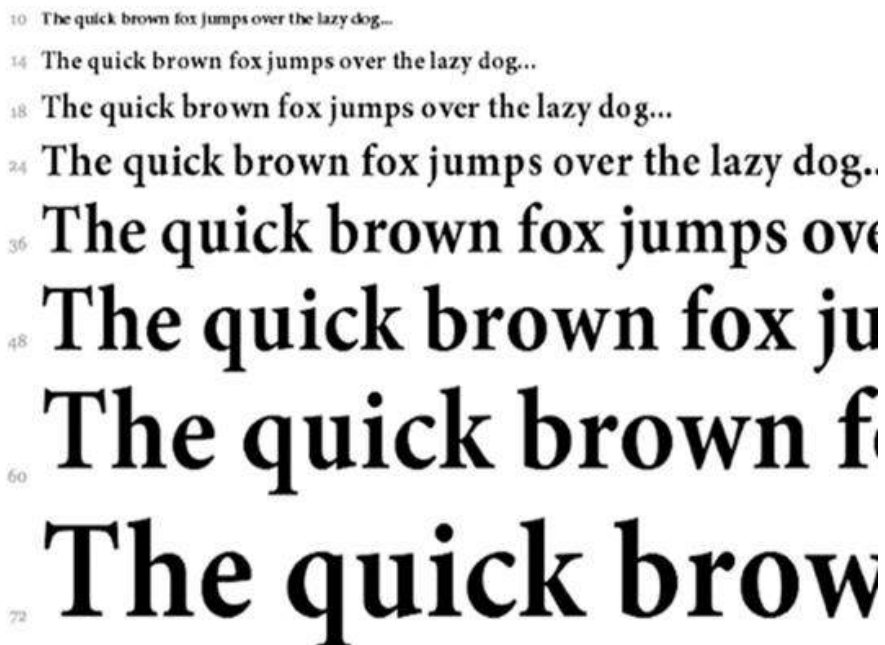 10 The quick brown fox jumps over the lazy dog...
14 The quick brown fox jumps over the lazy dog...
18 The quick brown fox jumps over the lazy dog...
24 The quick brown fox jumps over the lazy dog..
36 The quick brown fox jumps ove
48 The quick brown fox ju
60 The quick brown f
72 The quick brow